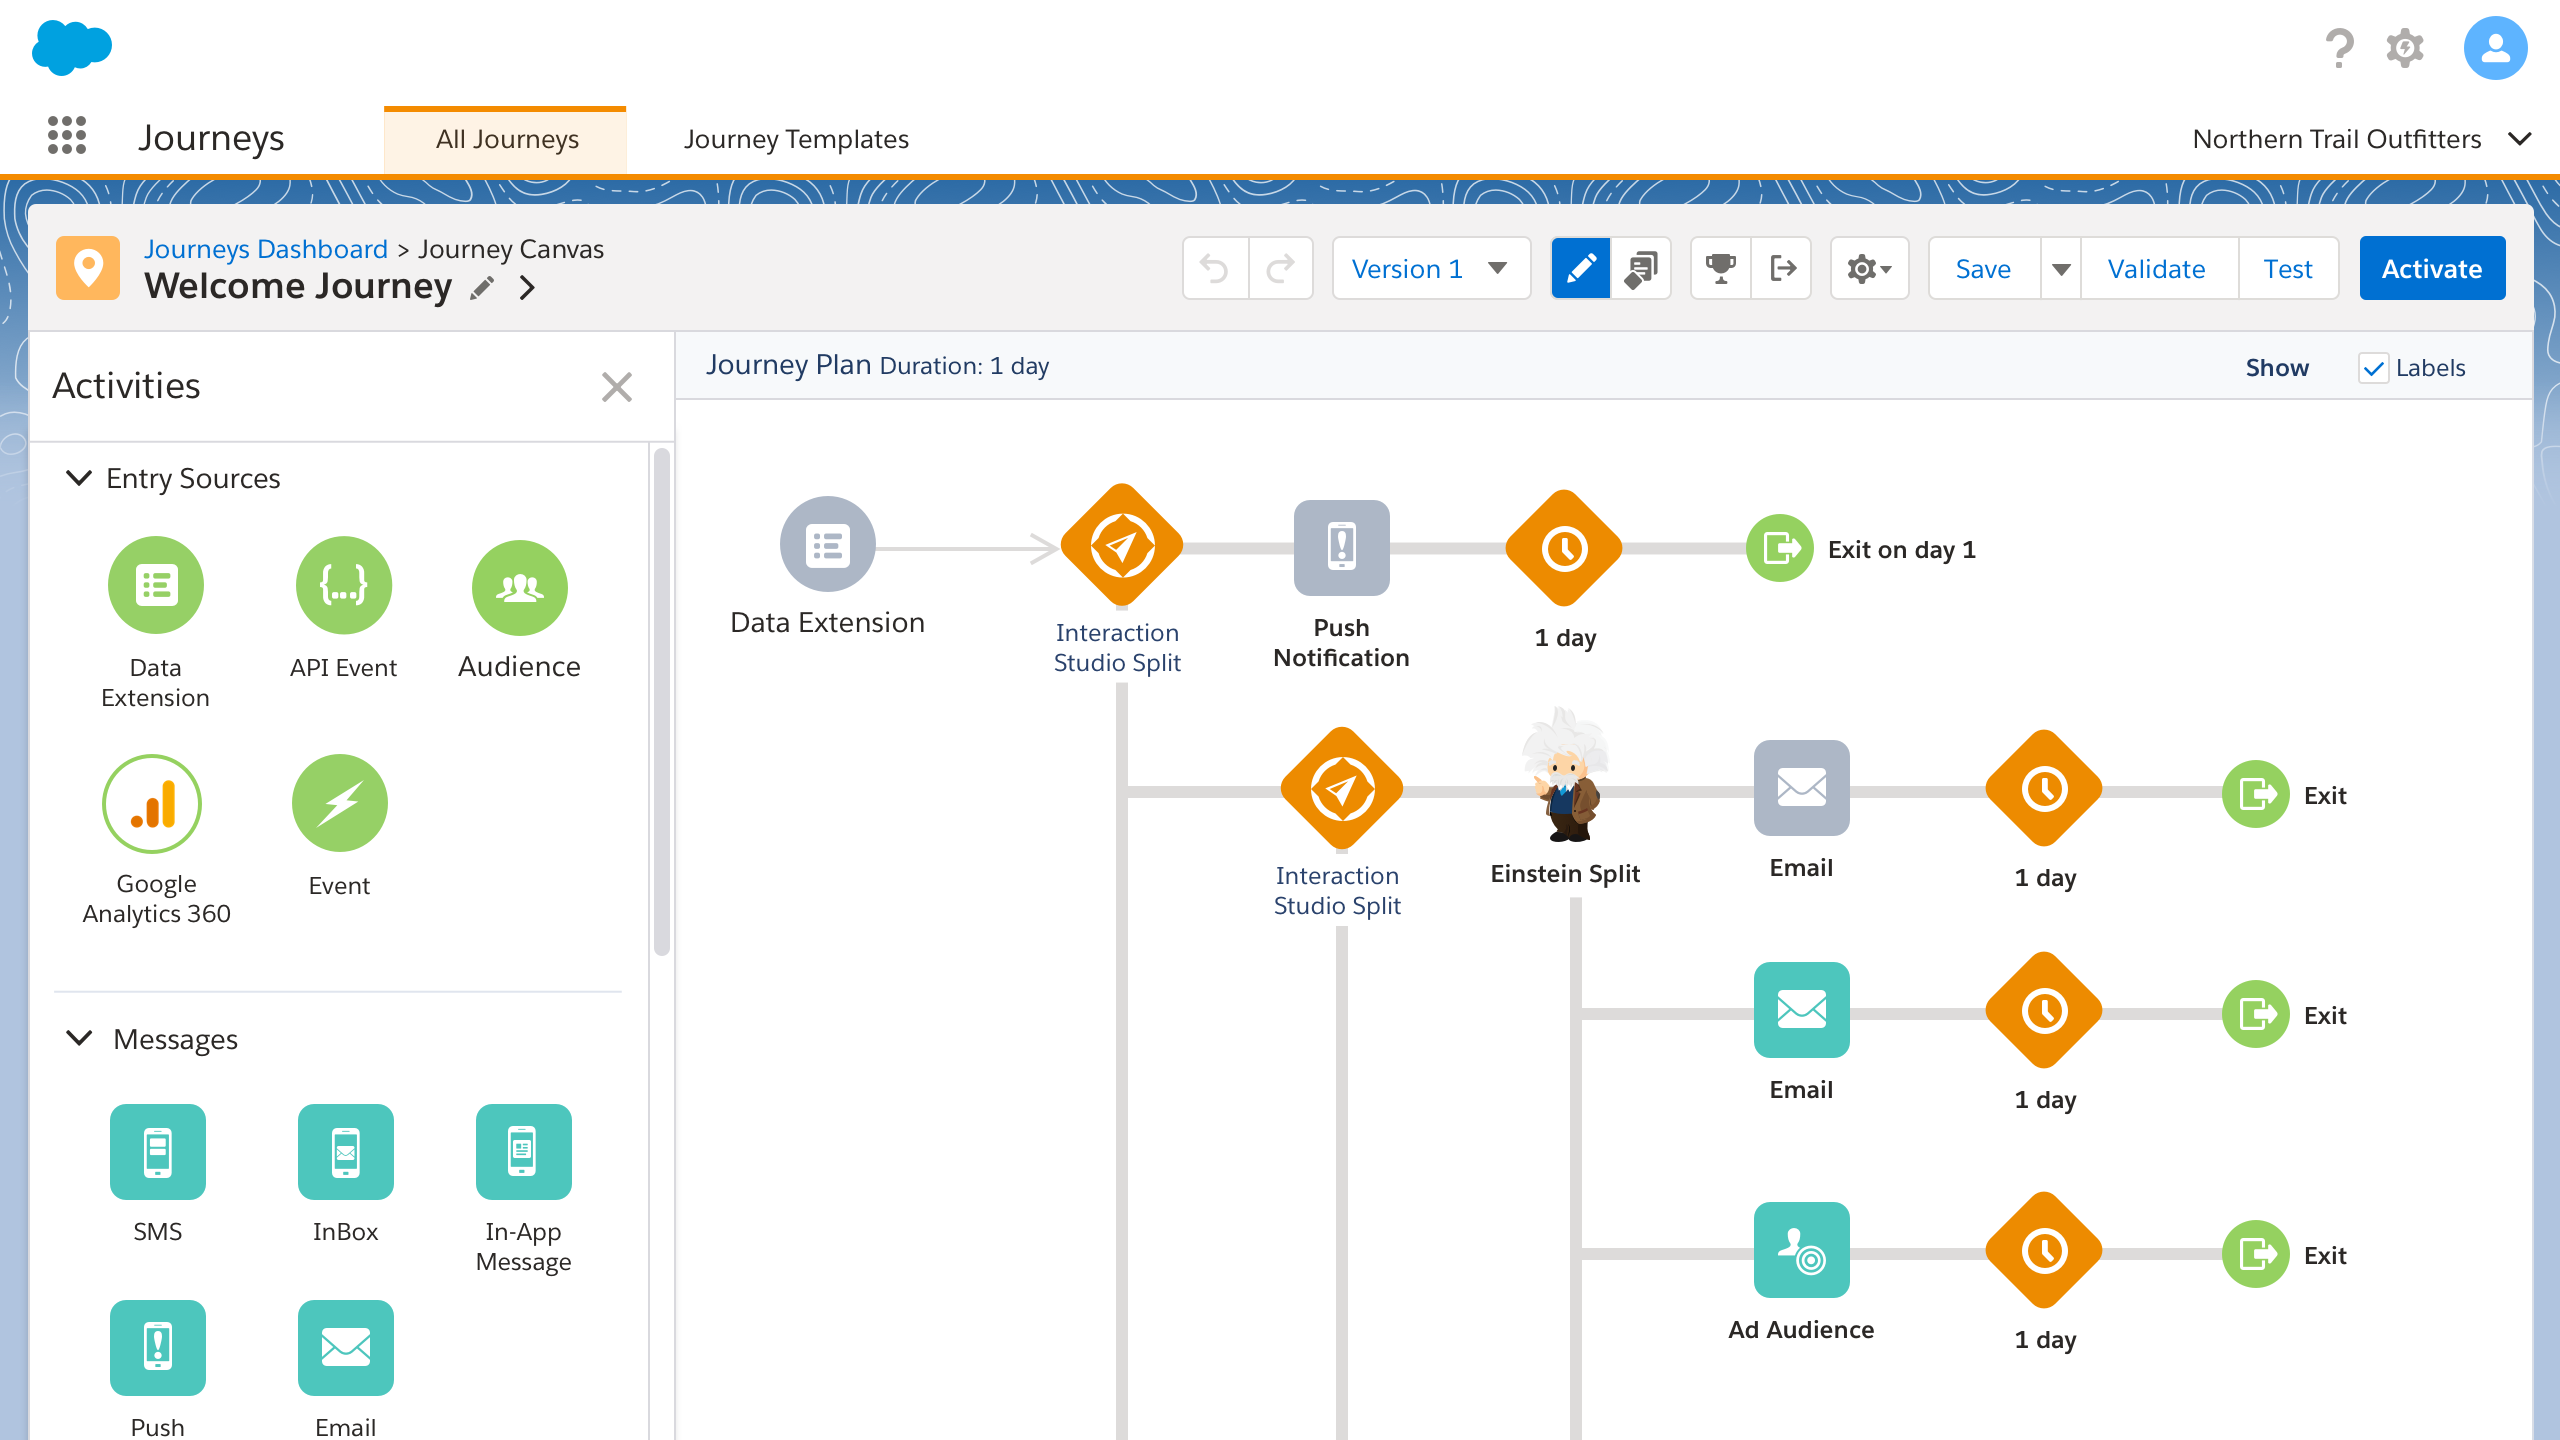 Journeys
All Journeys
Journey Templates
Northern Trail Outfitters
Journeys Dashboard > Journey Canvas
Welcome Journey
Version 1
Save
Validate
Test
Activate
Activities
Journey Plan Duration: 1 day
Show
Labels
Entry Sources
Data
Extension
API Event
Audience
Google
Analytics 360
Event
Messages
SMS
InBox
In-App
Message
Push
Email
Data Extension
Interaction
Studio Split
Push
Notification
1 day
Exit on day 1
Interaction
Studio Split
Einstein Split
Email
1 day
Exit
Email
1 day
Exit
Ad Audience
1 day
Exit